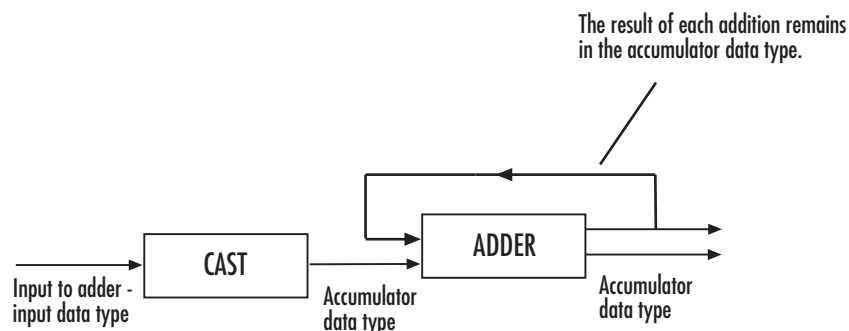 The result of each addition remains
in the accumulator data type.
CAST
ADDER
Input to adder -
input data type
Accumulator
data type
Accumulator
data type